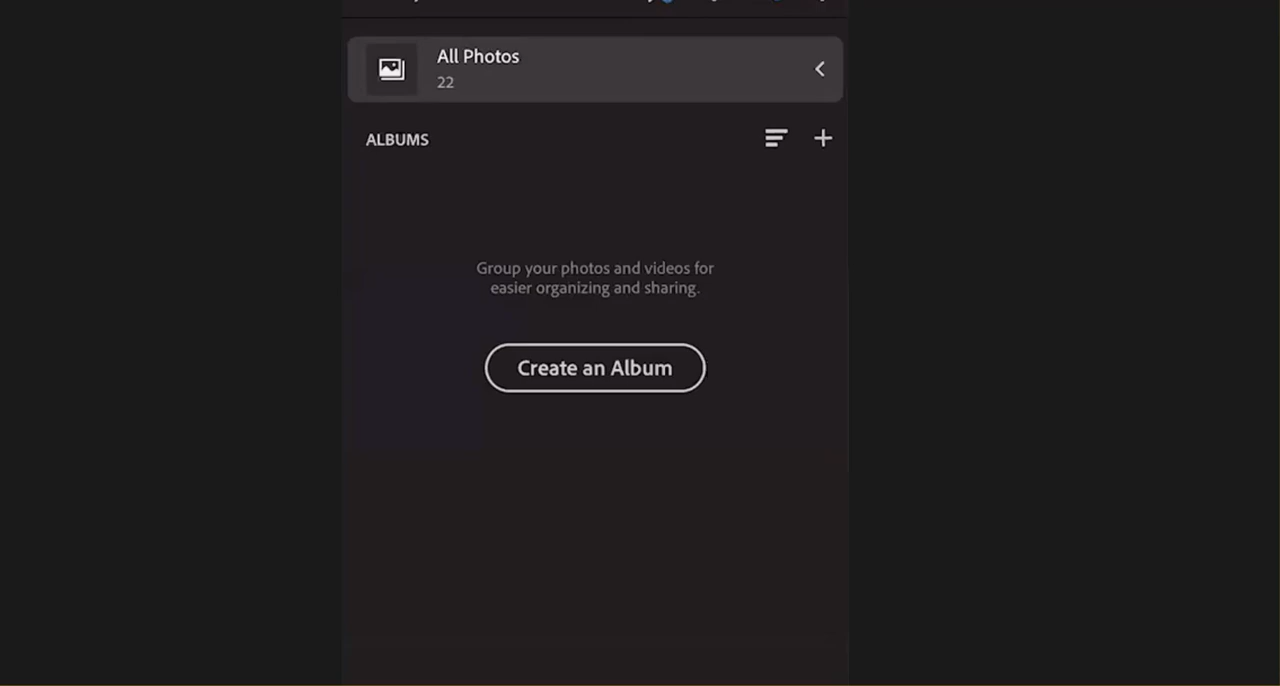 All Photos
22
ALBUMS
Group your photos and videos for
easier organizing and sharing.
Create an Album